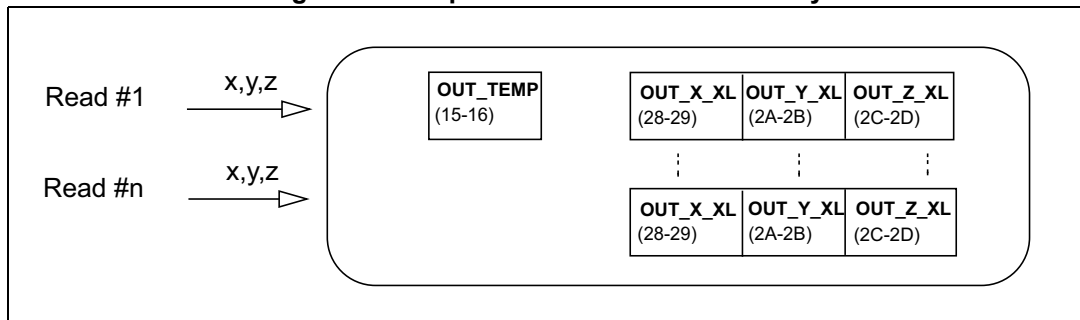 Read #1
x,y,z
OUT_TEMP
(15-16)
OUT_X_XL OUT_Y_XL OUT_Z_XL
(28-29) (2A-2B) (2C-2D)
Read #n
x,y,z
OUT_X_XL OUT_Y_XL OUT_Z_XL
(28-29) (2A-2B) (2C-2D)